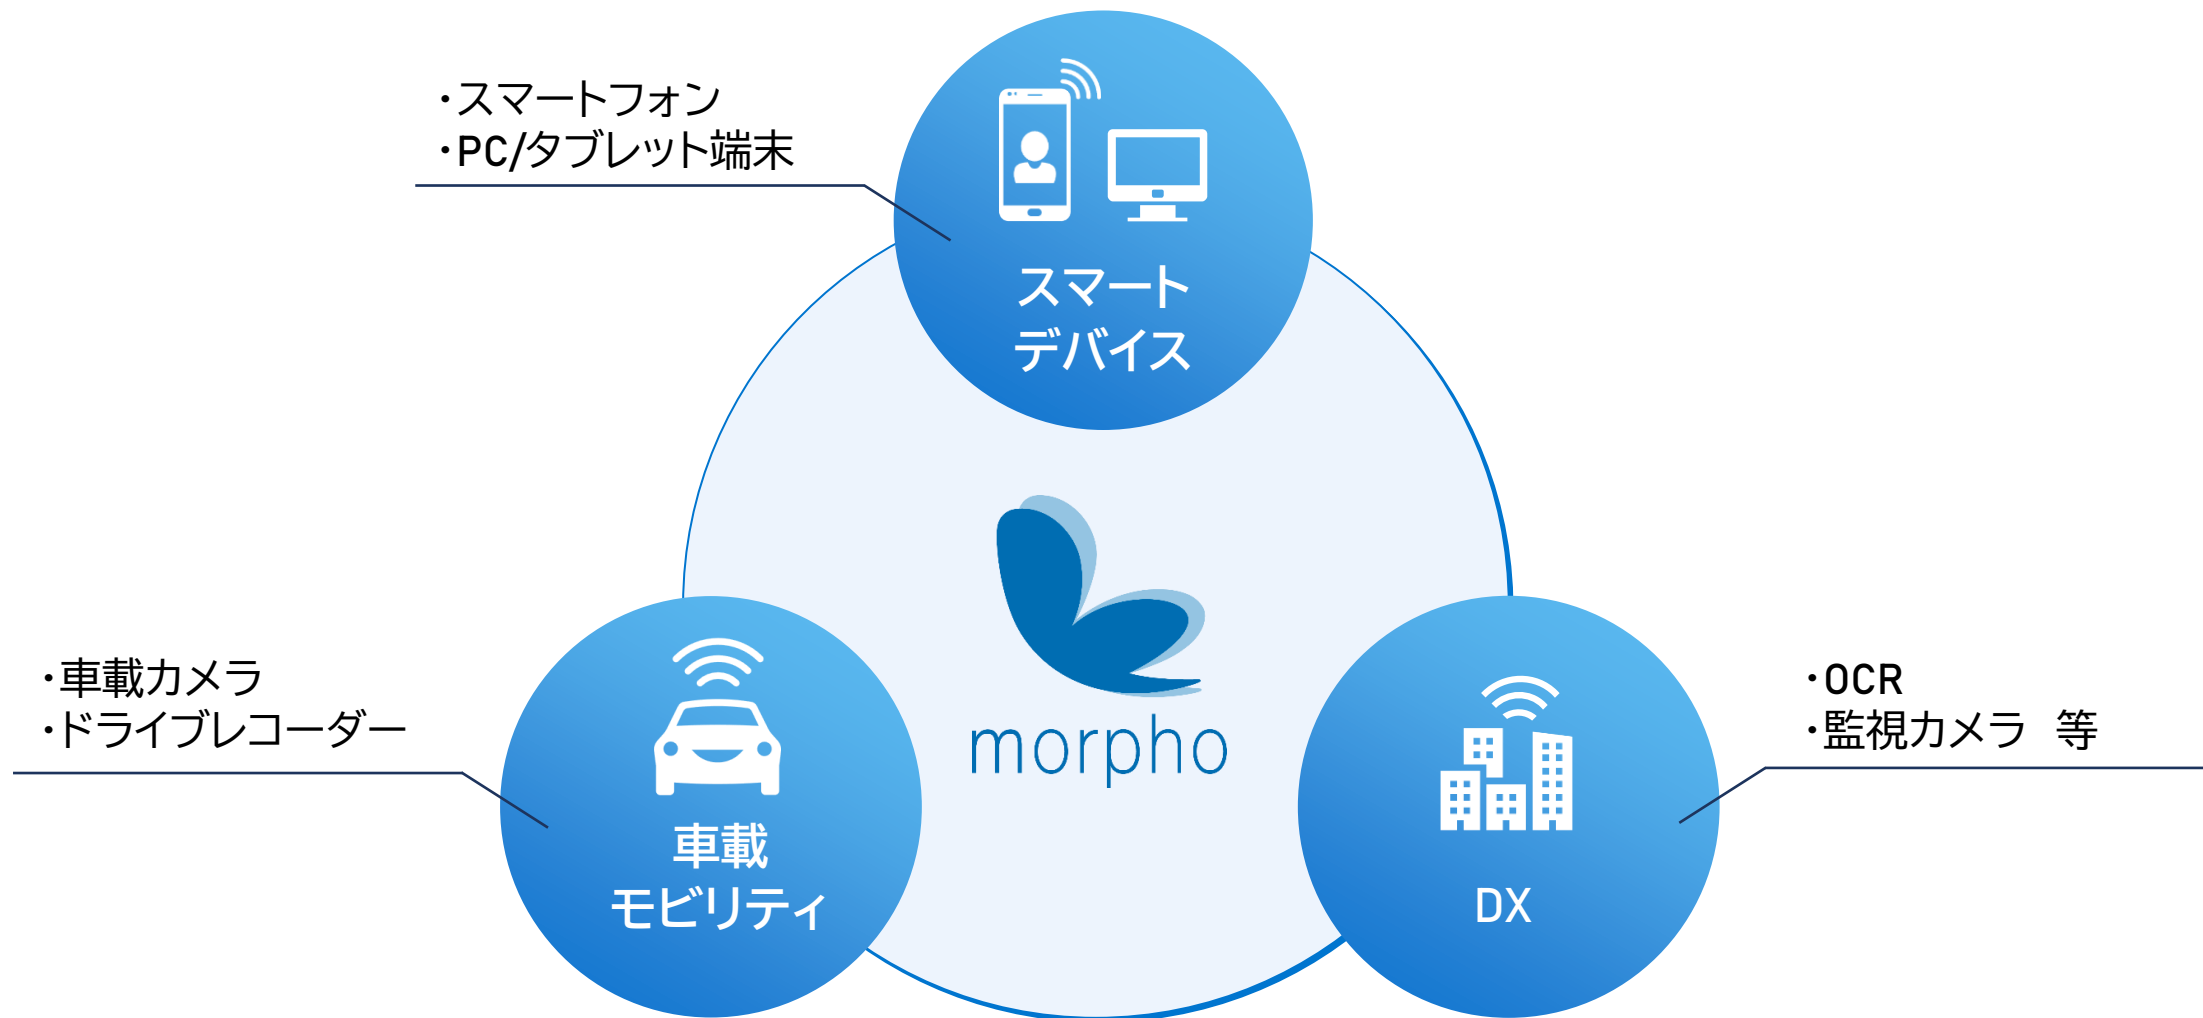 ・スマートフォン
・PC/タブレット端末
スマート
デバイス
morpho
・車載カメラ
・ドライブレコーダー
車載
モビリティ
・OCR
・監視カメラ　等
DX